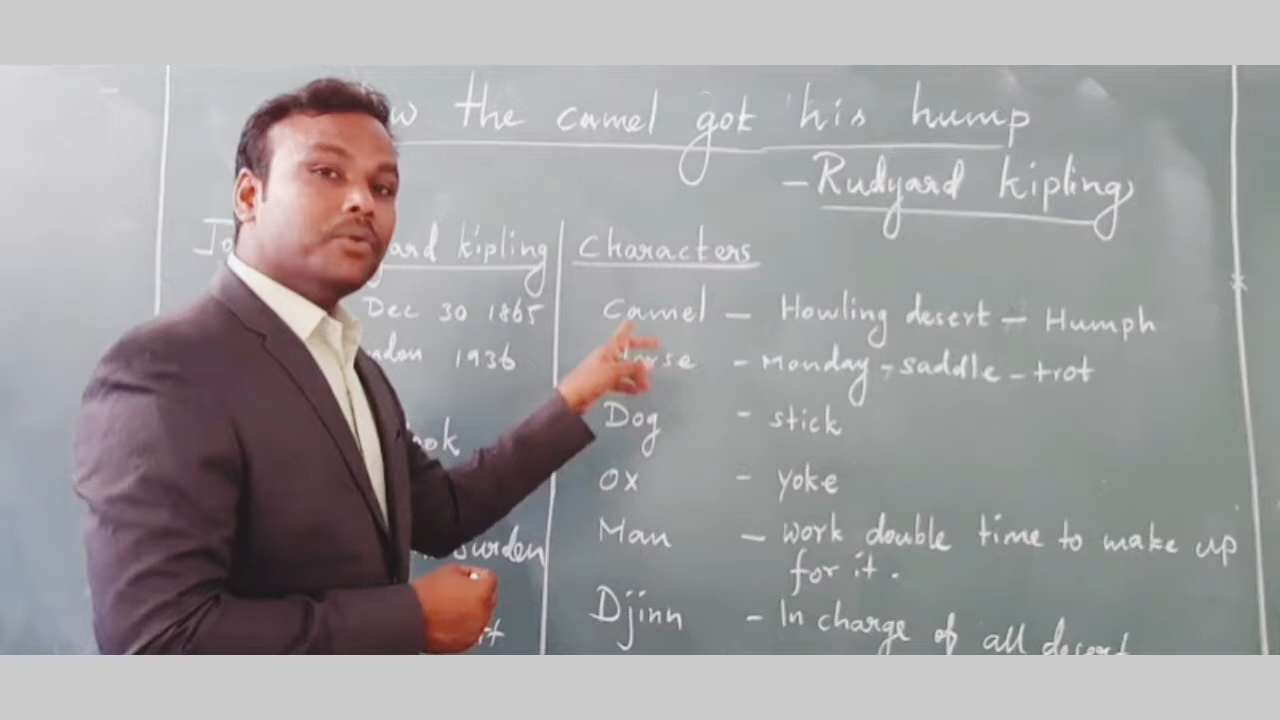 the camel got his hump
- Rudyard Kipling
Kipling
Dec 30 1865
1936
Characters
Camel - Howling desert - Humph
Horse - Monday - saddle - trot
Dog - stick
Ox - yoke
Man - work double time to make up
for it.
Djinn - In charge of all desert